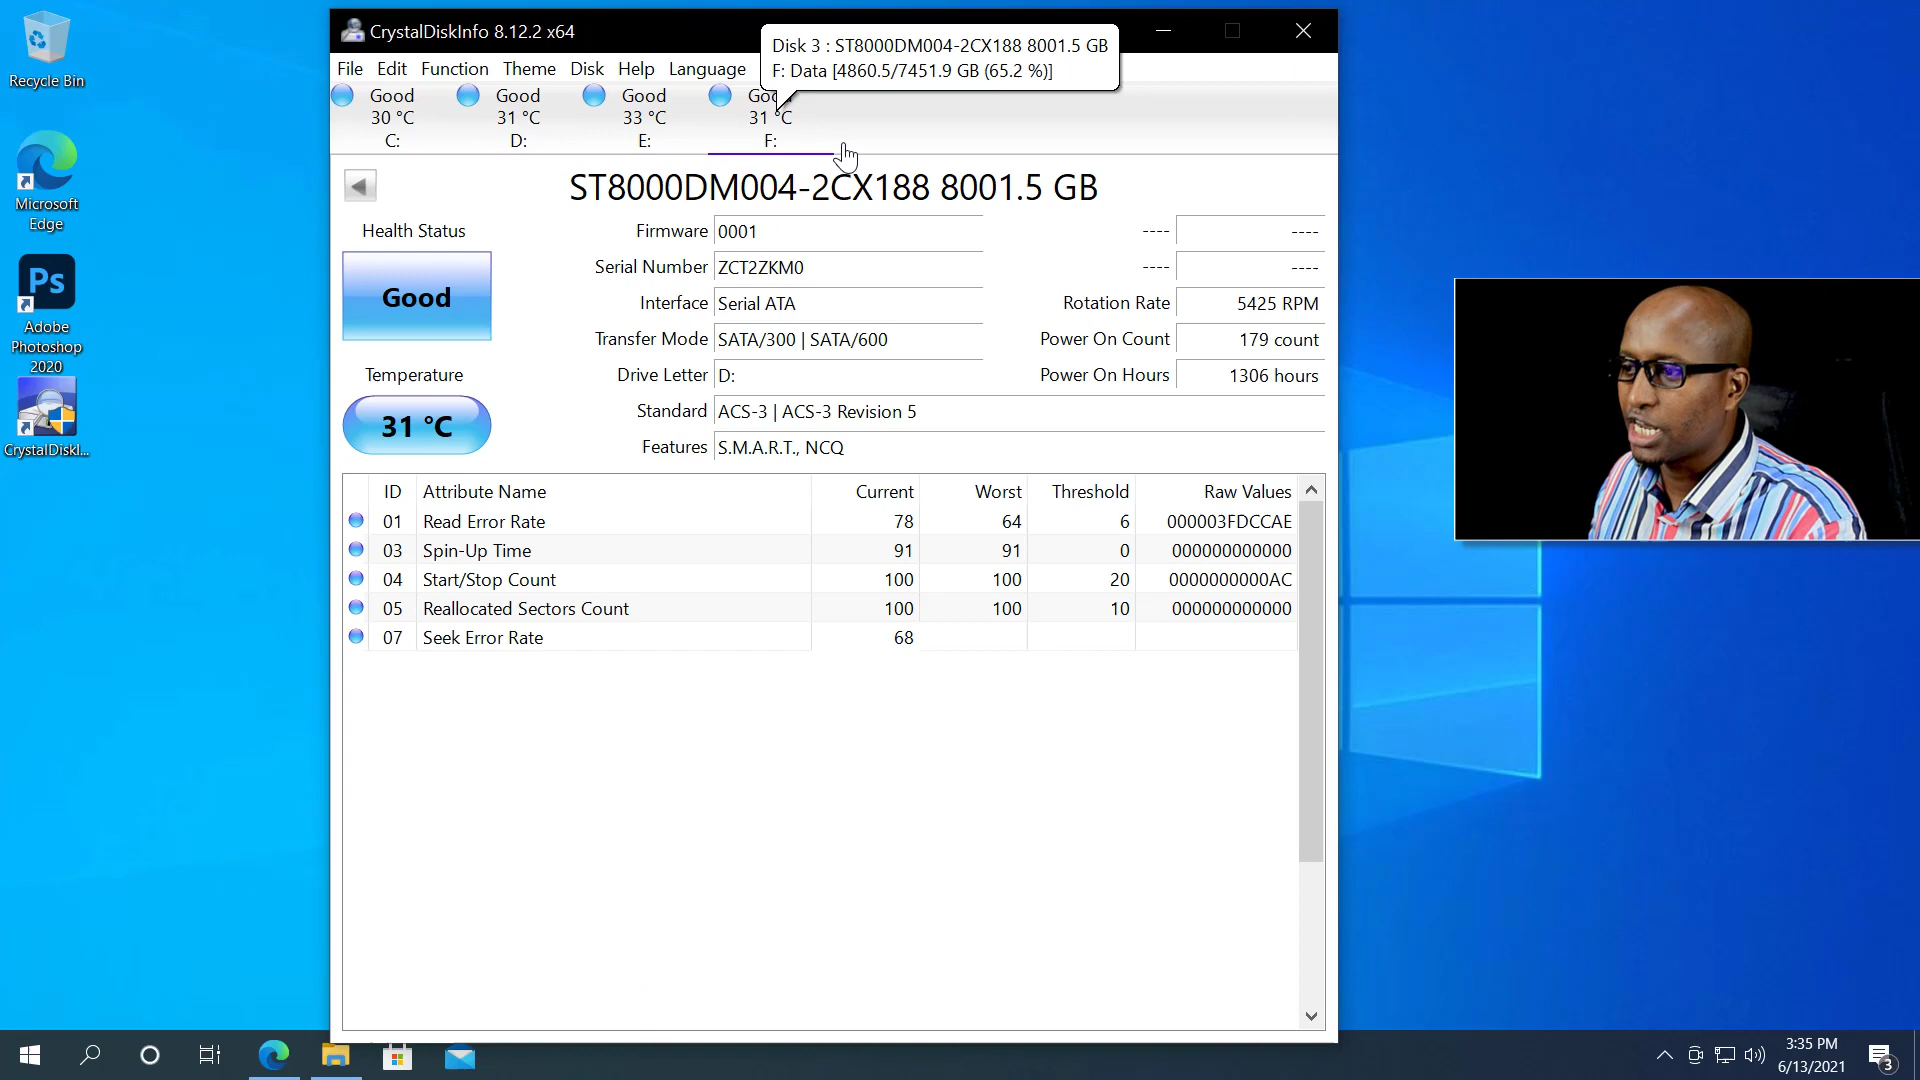 Recycle Bin
Microsoft
Edge
Ps
Adobe
Photoshop
2020
CrystalDiskI...
CrystalDiskInfo 8.12.2 x64
Disk 3 : ST8000DM004-2CX188 8001.5 GB
F: Data [4860.5/7451.9 GB (65.2 %)]
File Edit Function Theme Disk Help Language
Good Good Good Good
30 °C 31 °C 33 °C 31 °C
C: D: E: F:
ST8000DM004-2CX188 8001.5 GB
Health Status
Good
Temperature
31 °C
Firmware 0001 ---- ----
Serial Number ZCT2ZKM0 ---- ----
Interface Serial ATA Rotation Rate 5425 RPM
Transfer Mode SATA/300 | SATA/600 Power On Count 179 count
Drive Letter D: Power On Hours 1306 hours
Standard ACS-3 | ACS-3 Revision 5
Features S.M.A.R.T., NCQ
ID Attribute Name Current Worst Threshold Raw Values
01 Read Error Rate 78 64 6 000003FDCCAE
03 Spin-Up Time 91 91 0 000000000000
04 Start/Stop Count 100 100 20 0000000000AC
05 Reallocated Sectors Count 100 100 10 000000000000
07 Seek Error Rate 68
3:35 PM
6/13/2021
3